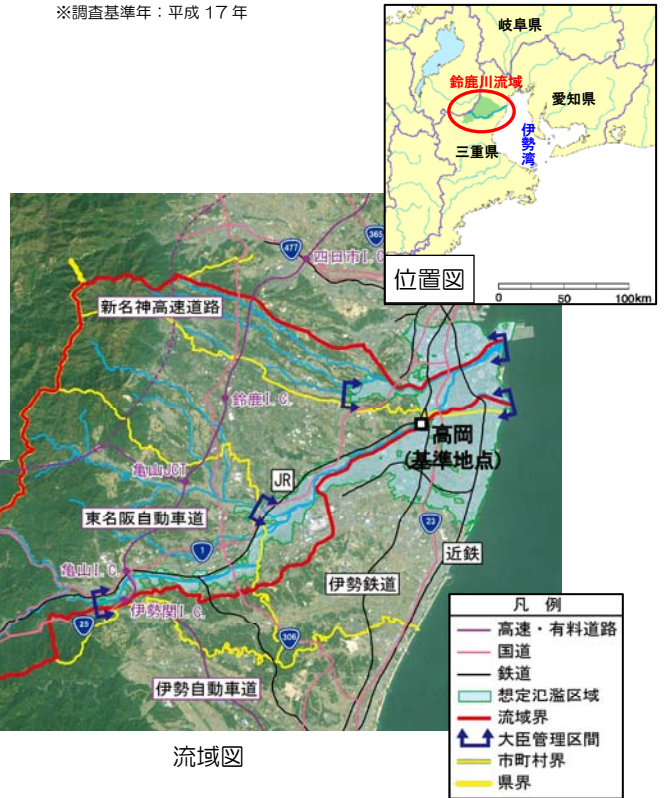 ※調査基準年：平成 17 年
岐阜県
鈴鹿川流域
愛知県
伊勢湾
三重県
位置図
0 50 100km
477
365
四日市I.C.
新名神高速道路
鈴鹿I.C.
高岡
(基準地点)
亀山JCT
JR
東名阪自動車道
1
23
近鉄
亀山I.C.
伊勢鉄道
伊勢関I.C.
25
306
伊勢自動車道
流域図
凡 例
高速・有料道路
国道
鉄道
想定氾濫区域
流域界
大臣管理区間
市町村界
県界